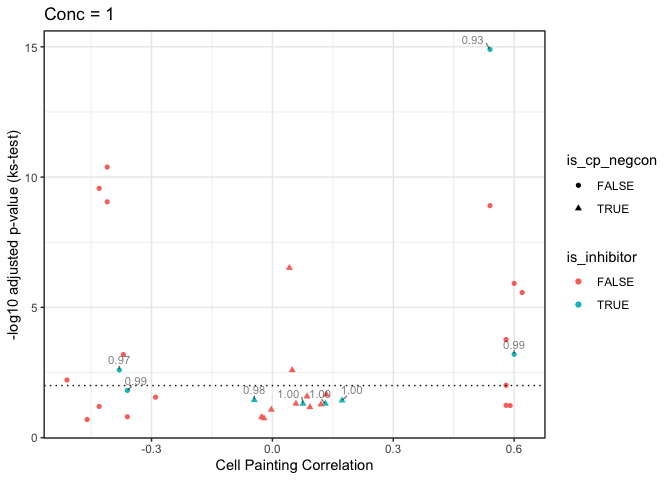 Conc = 1
-log10 adjusted p-value (ks-test)
15
10
5
0
0.93
0.97
0.99
0.99
0.98
1.00
1.00
1.00
-0.3
0.0
0.3
0.6
Cell Painting Correlation
is_cp_negcon
FALSE
TRUE
is_inhibitor
FALSE
TRUE